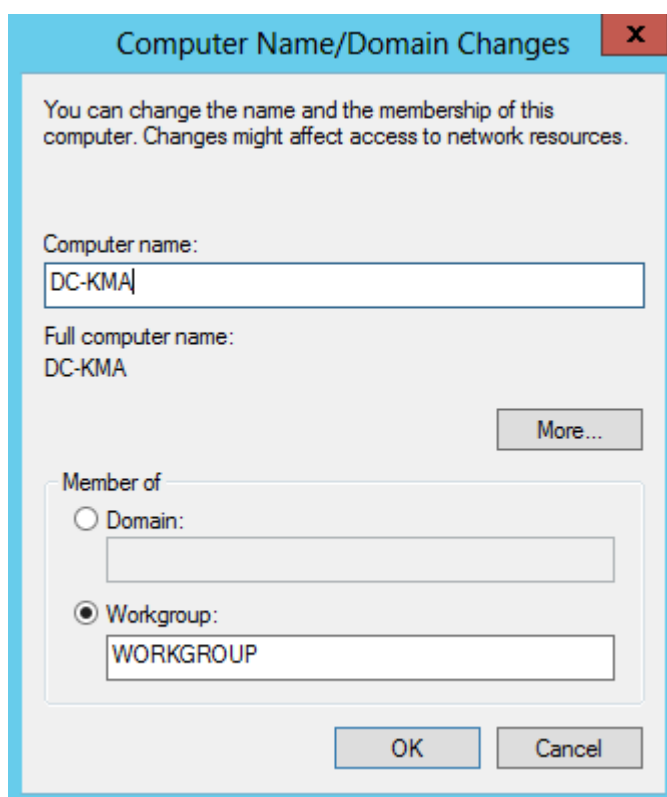 Computer Name/Domain Changes
x
You can change the name and the membership of this
computer. Changes might affect access to network resources.
Computer name:
DC-KMA
Full computer name:
DC-KMA
More...
Member of
Domain:
Workgroup:
WORKGROUP
OK Cancel